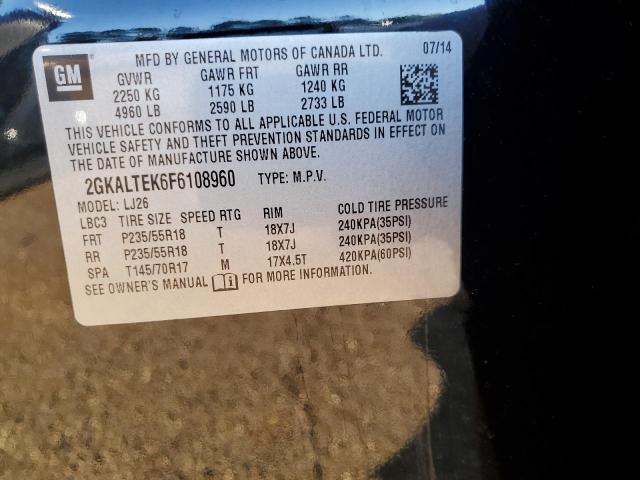 MFD BY GENERAL MOTORS OF CANADA LTD. 07/14
GM
GVWR GAWR FRT GAWR RR
2250 KG 1175 KG 1240 KG
4960 LB 2590 LB 2733 LB
THIS VEHICLE CONFORMS TO ALL APPLICABLE U.S. FEDERAL MOTOR
VEHICLE SAFETY AND THEFT PREVENTION STANDARDS IN EFFECT ON
THE DATE OF MANUFACTURE SHOWN ABOVE.
2GKALTEK6F6108960 TYPE: M.P.V.
MODEL: LJ26
LBC3 TIRE SIZE SPEED RTG RIM COLD TIRE PRESSURE
FRT P235/55R18 T 18X7J 240KPA(35PSI)
RR P235/55R18 T 18X7J 240KPA(35PSI)
SPA T145/70R17 M 17X4.5T 420KPA(60PSI)
SEE OWNER'S MANUAL FOR MORE INFORMATION.